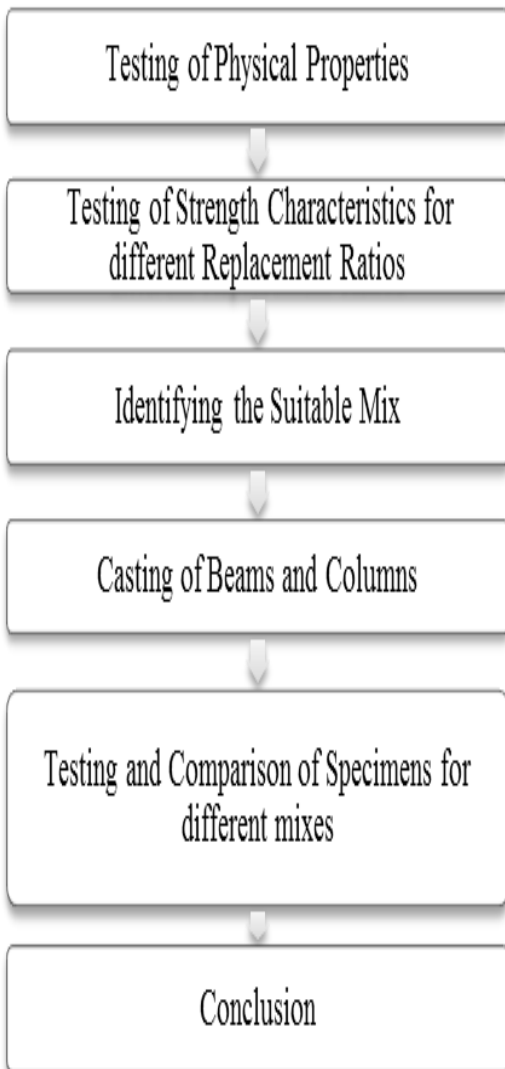 Testing of Physical Properties
Testing of Strength Characteristics for
different Replacement Ratios
Identifying the Suitable Mix
Casting of Beams and Columns
Testing and Comparison of Specimens for
different mixes
Conclusion